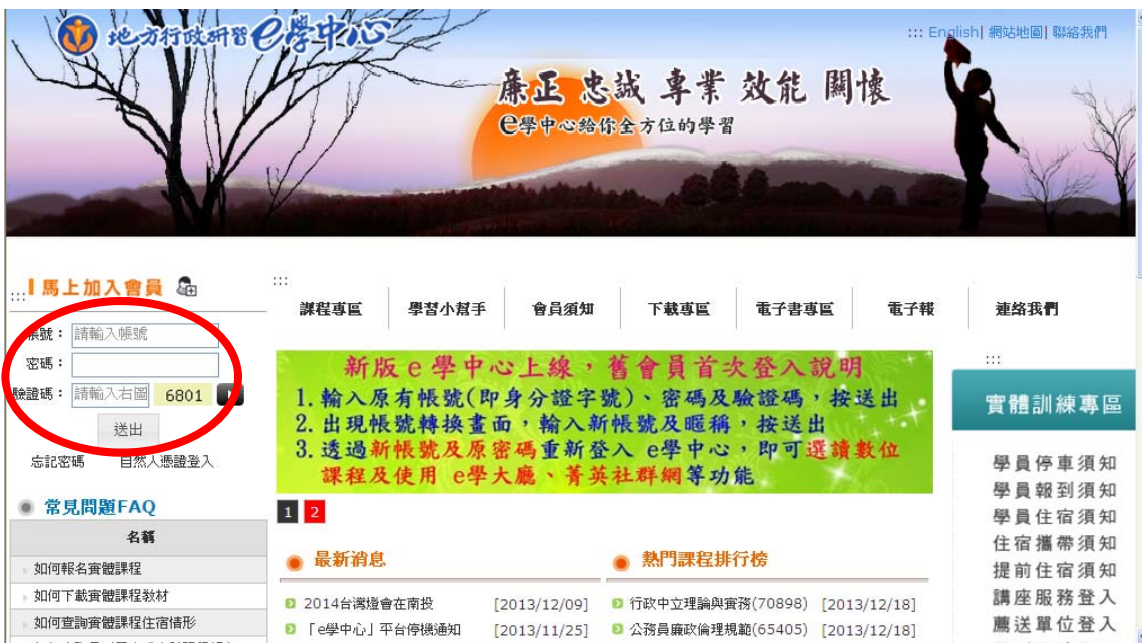 地方行政研習e學中心
::: English| 網站地圖| 聯絡我們
廉正 忠誠 專業 效能 關懷
e學中心給你全方位的學習
馬上加入會員
帳號： 請輸入帳號
密碼：
驗證碼： 請輸入右圖 6801
送出
忘記密碼 自然人憑證登入
常見問題FAQ
名稱
如何報名實體課程
如何下載實體課程教材
如何查詢實體課程住宿情形
課程專區 學習小幫手 會員須知 下載專區 電子書專區 電子報 連絡我們
新版e學中心上線，舊會員首次登入說明
1. 輸入原有帳號(即身分證字號)、密碼及驗證碼，按送出
2. 出現帳號轉換畫面，輸入新帳號及暱稱，按送出
3. 透過新帳號及原密碼重新登入 e學中心，即可選讀數位
課程及使用 e學大廳、菁英社群網等功能
1 2
最新消息
2014台灣燈會在南投 [2013/12/09]
「e學中心」平台停機通知 [2013/11/25]
熱門課程排行榜
行政中立理論與實務(70898) [2013/12/18]
公務員廉政倫理規範(65405) [2013/12/18]
實體訓練專區
學員停車須知
學員報到須知
學員住宿須知
住宿攜帶須知
提前住宿須知
講座服務登入
薦送單位登入